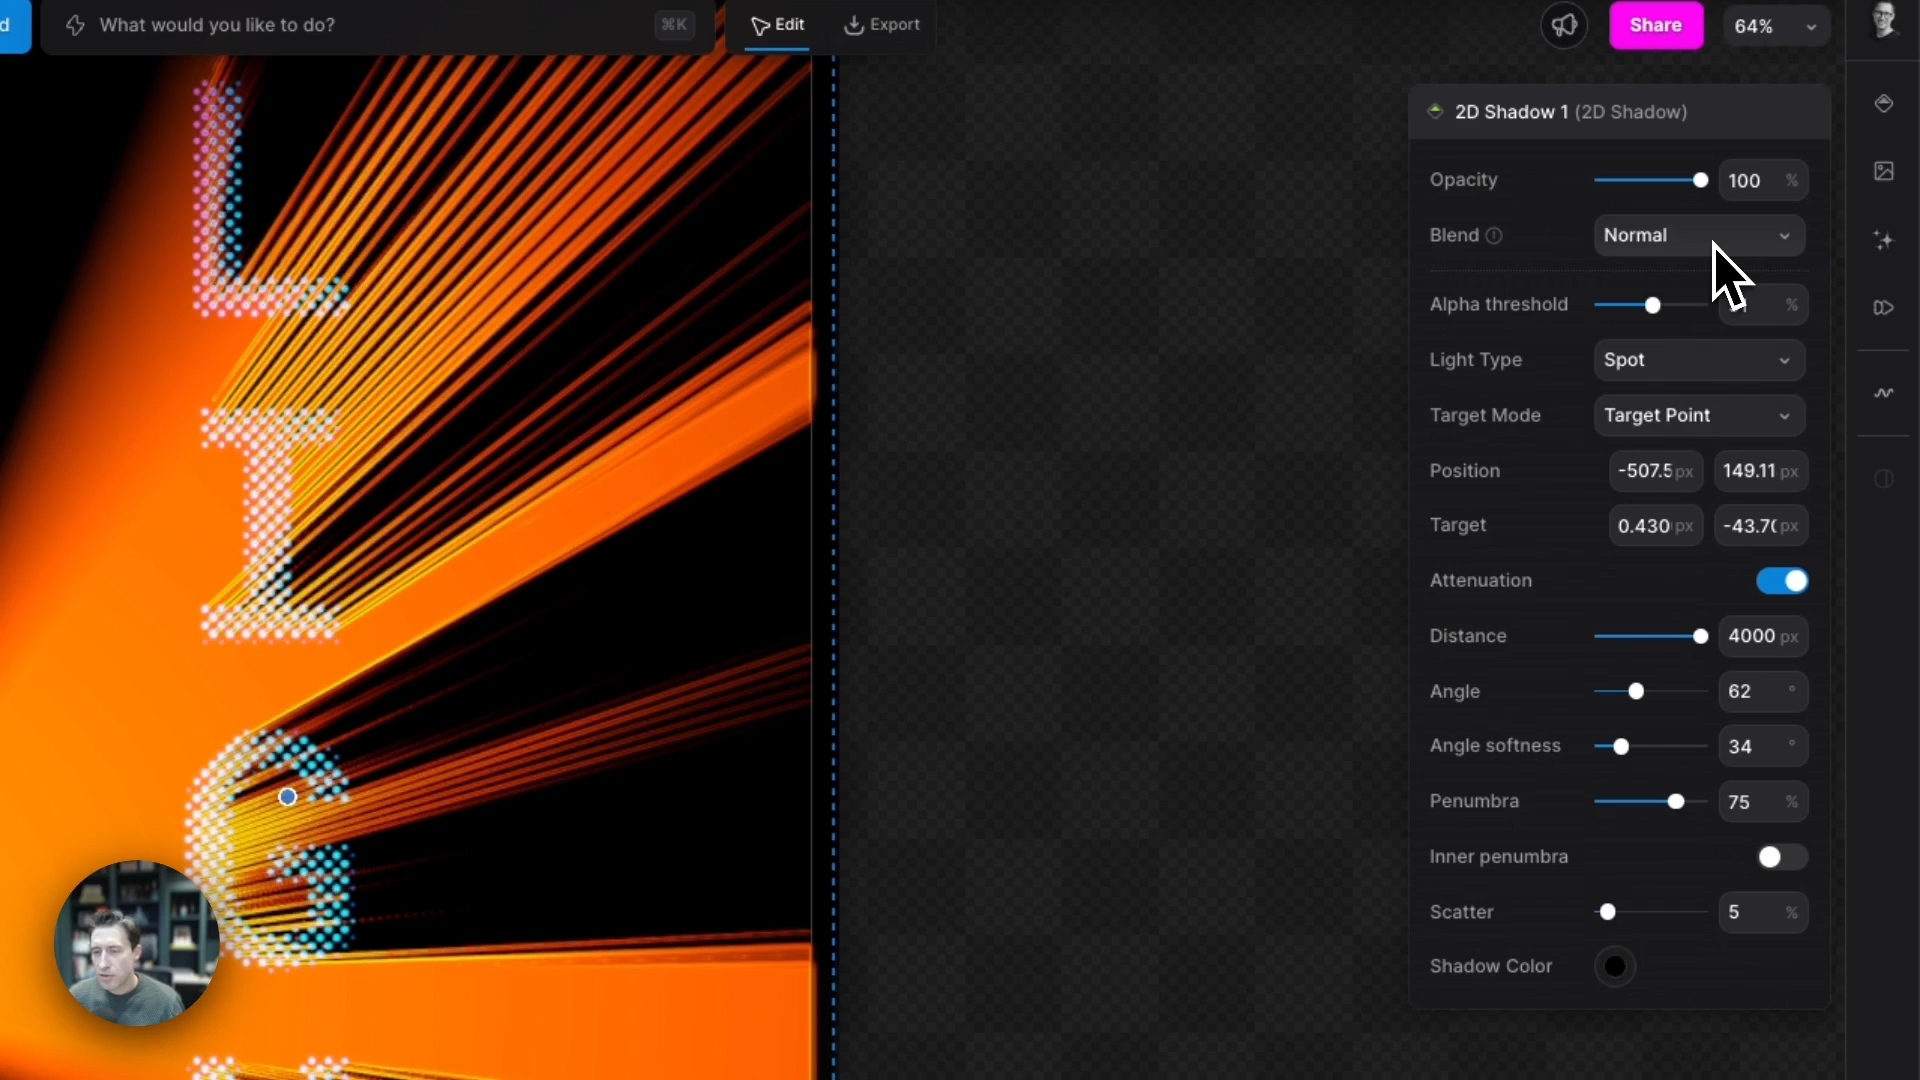 d What would you like to do? ⌘K Edit Export Share 64%
2D Shadow 1 (2D Shadow)
Opacity 100 %
Blend Normal
Alpha threshold %
Light Type Spot
Target Mode Target Point
Position -507.5 px 149.11 px
Target 0.430 px -43.7( px
Attenuation
Distance 4000 px
Angle 62 °
Angle softness 34 °
Penumbra 75 %
Inner penumbra
Scatter 5 %
Shadow Color
L
I
G